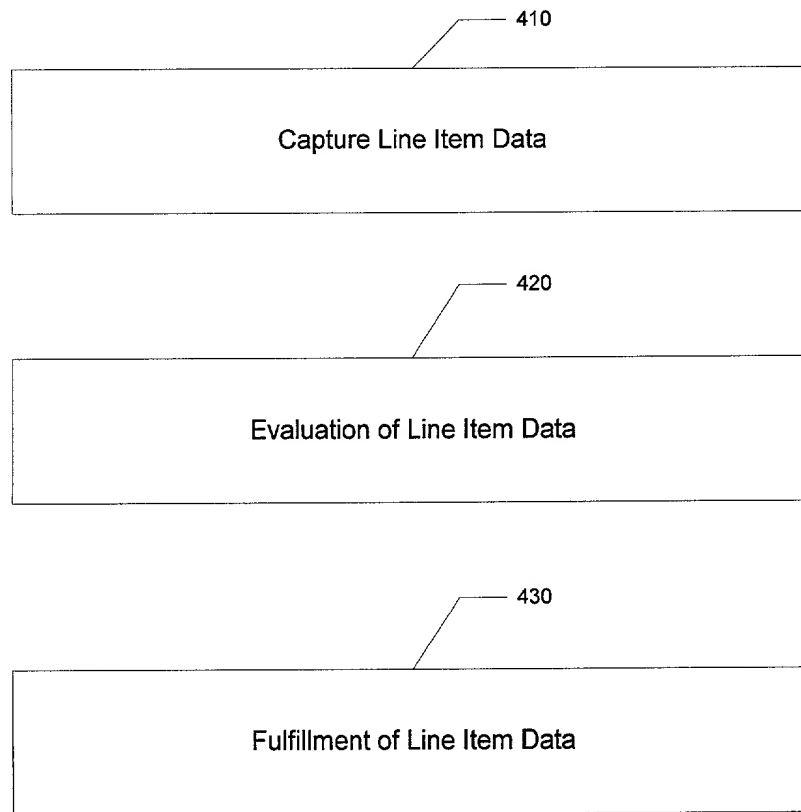 410
Capture Line Item Data
420
Evaluation of Line Item Data
430
Fulfillment of Line Item Data